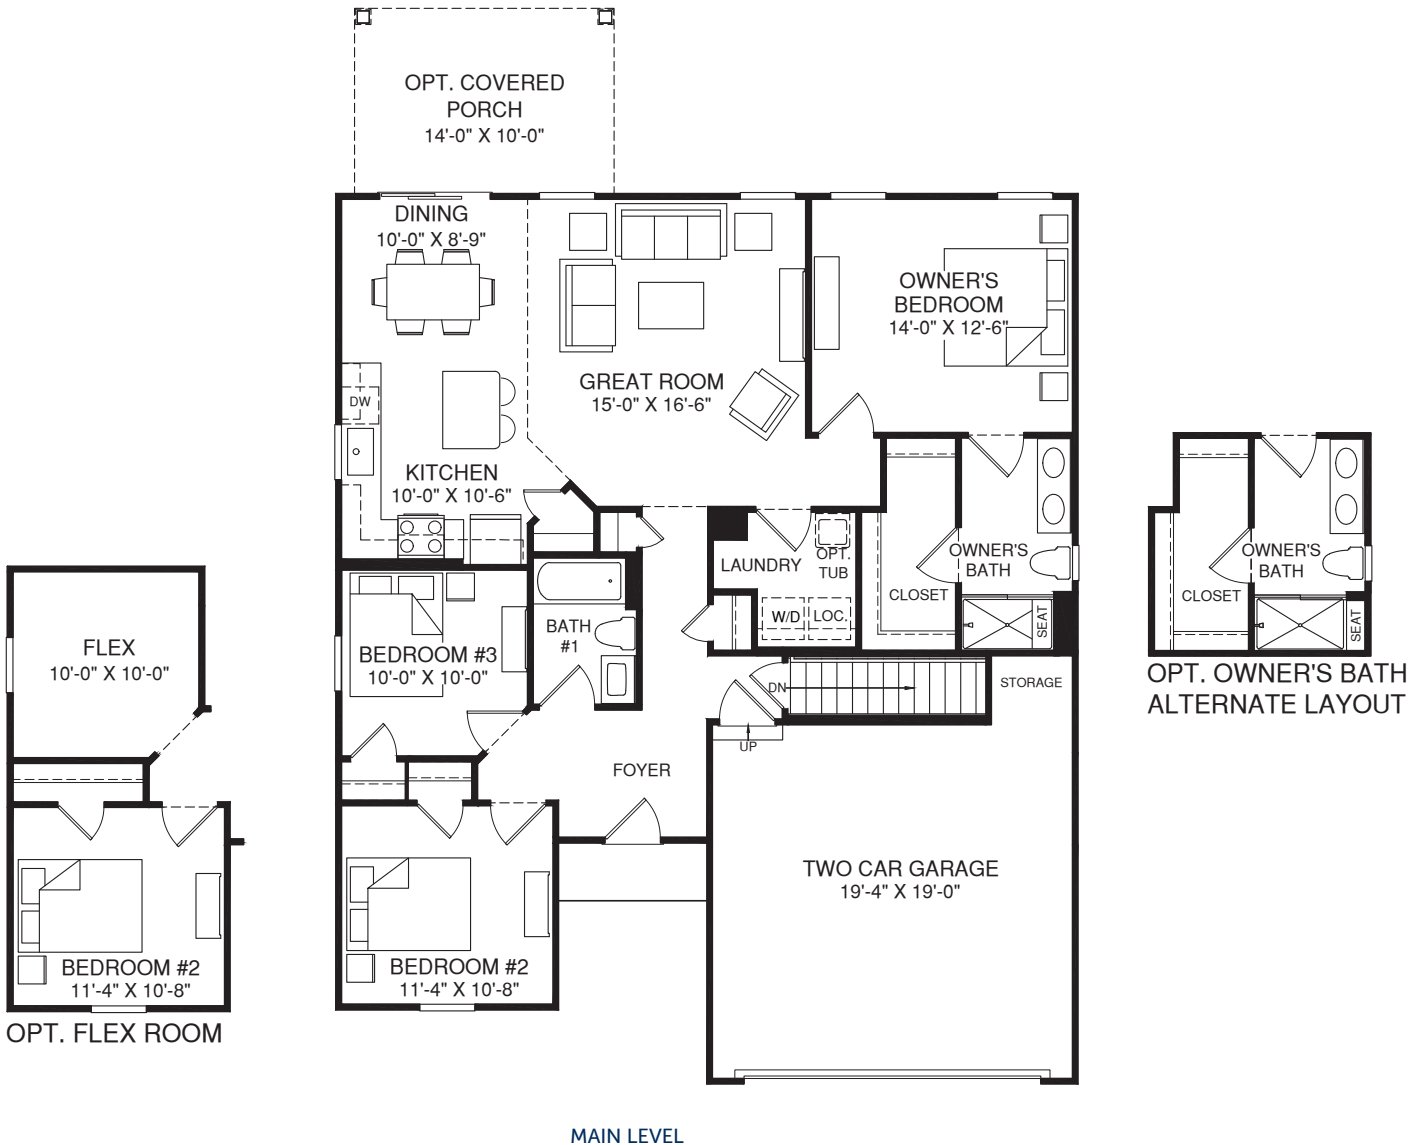 OPT. COVERED
PORCH
14'-0" X 10'-0"
DINING
10'-0" X 8'-9"
OWNER'S
BEDROOM
14'-0" X 12'-6"
GREAT ROOM
15'-0" X 16'-6"
DW
KITCHEN
10'-0" X 10'-6"
LAUNDRY
OPT.
TUB
OWNER'S
BATH
CLOSET
W/D
LOC.
SEAT
BATH
#1
BEDROOM #3
10'-0" X 10'-0"
DN
STORAGE
UP
FOYER
TWO CAR GARAGE
19'-4" X 19'-0"
BEDROOM #2
11'-4" X 10'-8"
FLEX
10'-0" X 10'-0"
BEDROOM #2
11'-4" X 10'-8"
OPT. FLEX ROOM
OWNER'S
BATH
CLOSET
SEAT
OPT. OWNER'S BATH
ALTERNATE LAYOUT
MAIN LEVEL